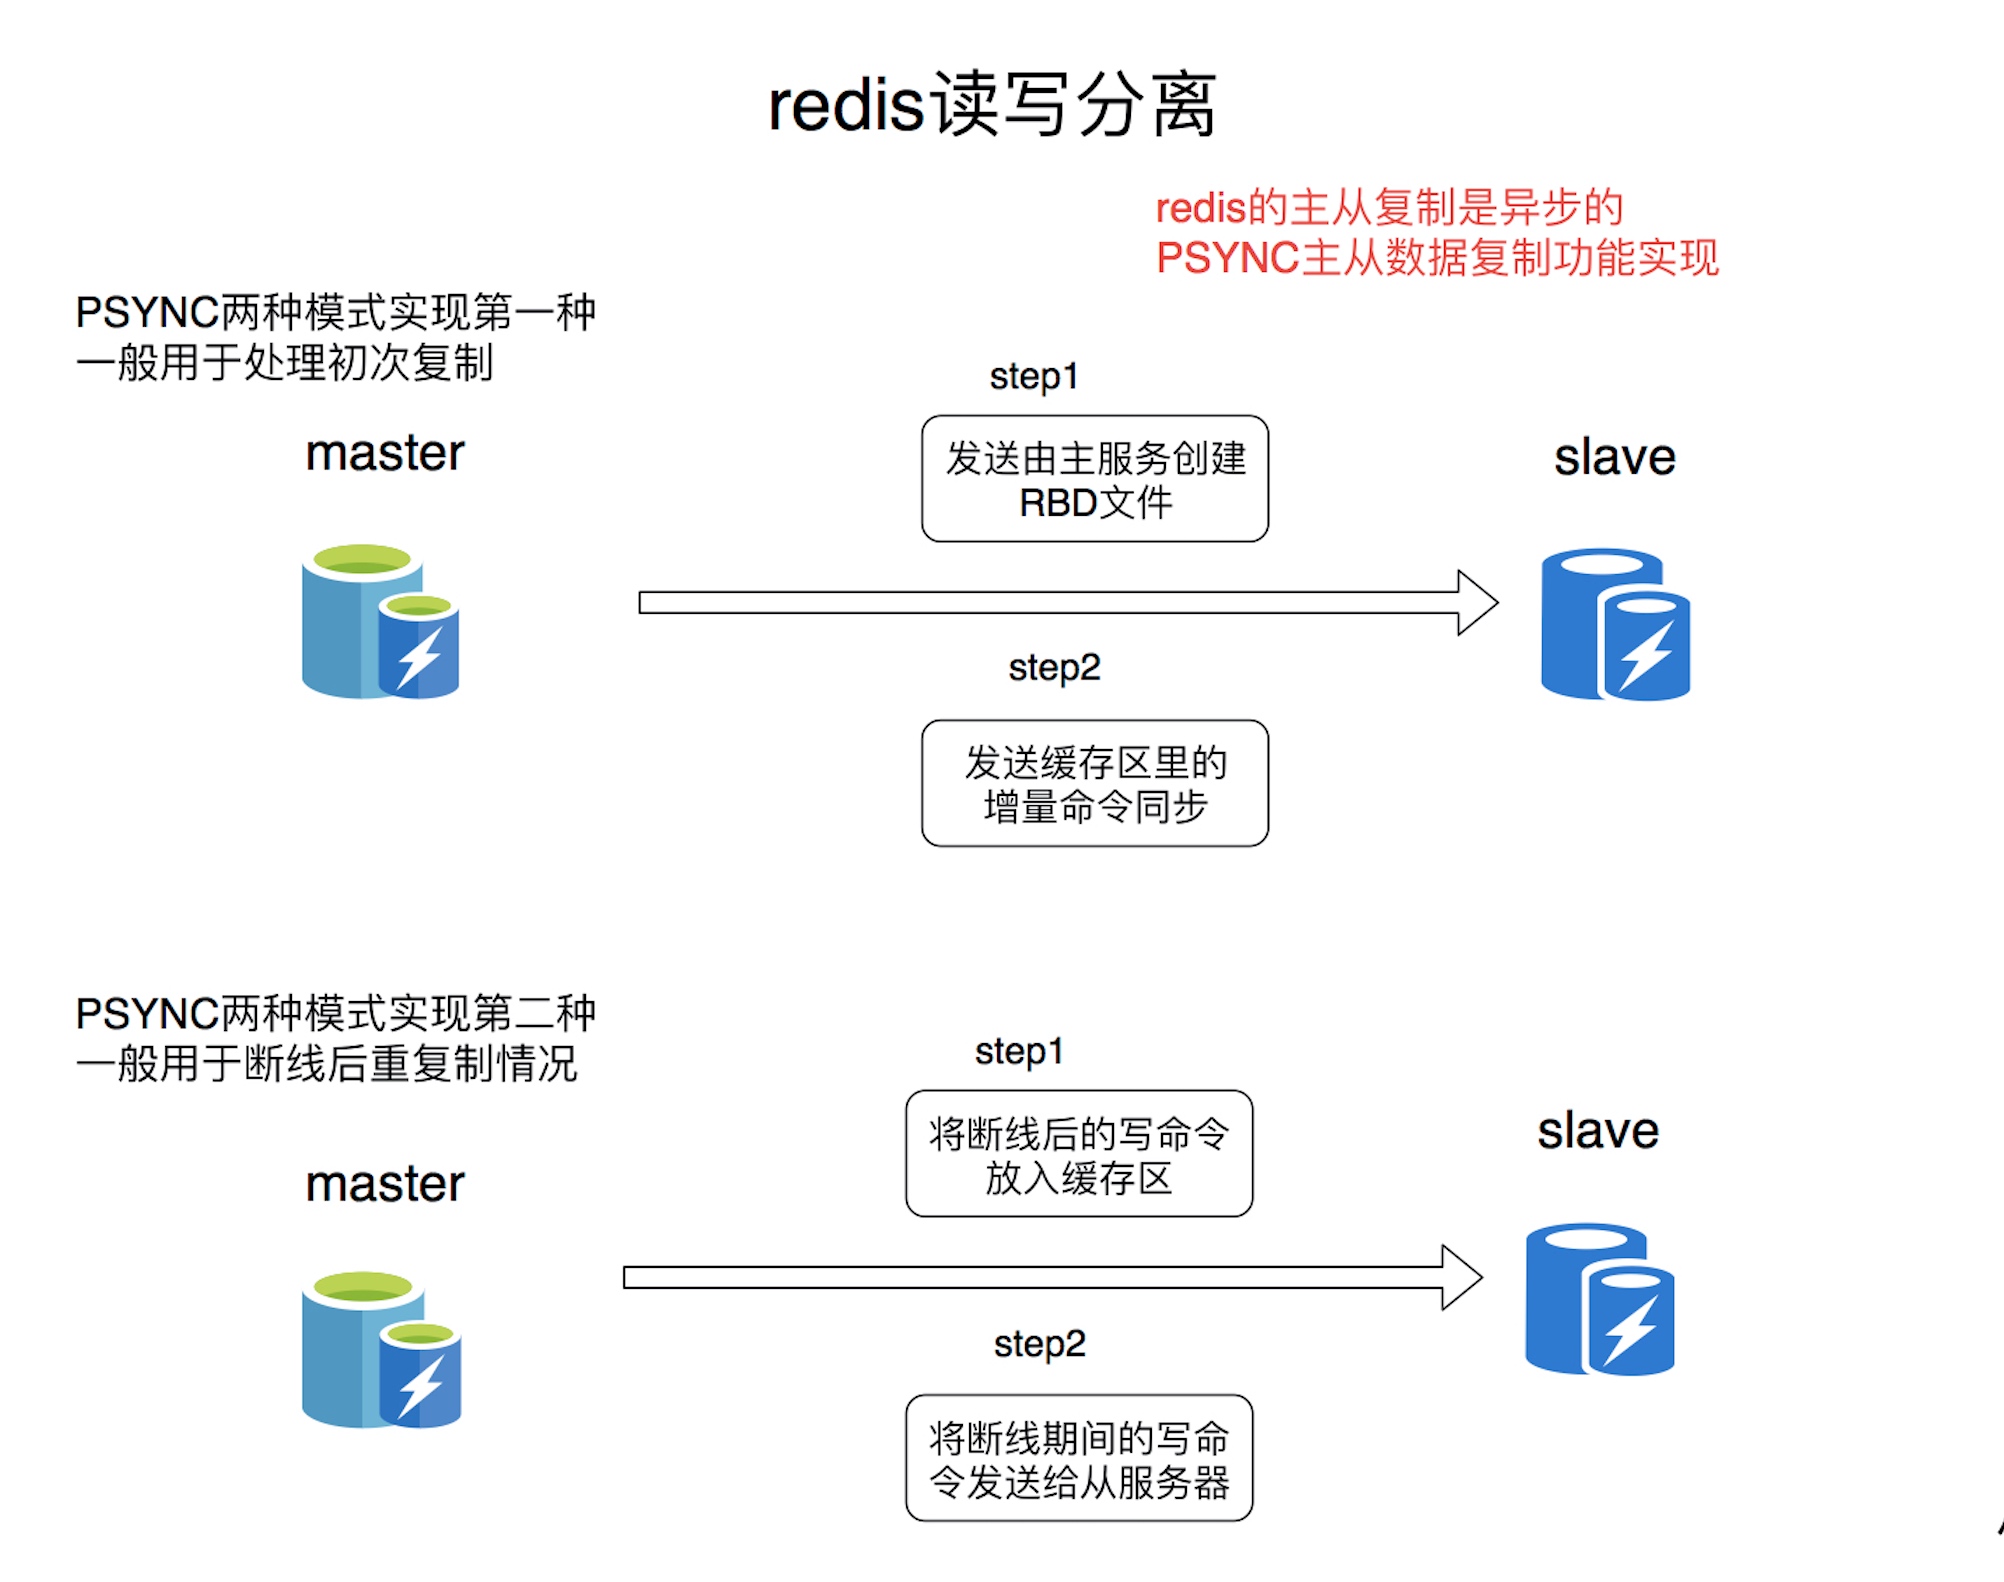 redis读写分离
redis的主从复制是异步的
PSYNC主从数据复制功能实现
PSYNC两种模式实现第一种
一般用于处理初次复制
step1
master
发送由主服务创建
RBD文件
slave
step2
发送缓存区里的
增量命令同步
PSYNC两种模式实现第二种
一般用于断线后重复制情况
step1
master
将断线后的写命令
放入缓存区
slave
step2
将断线期间的写命
令发送给从服务器